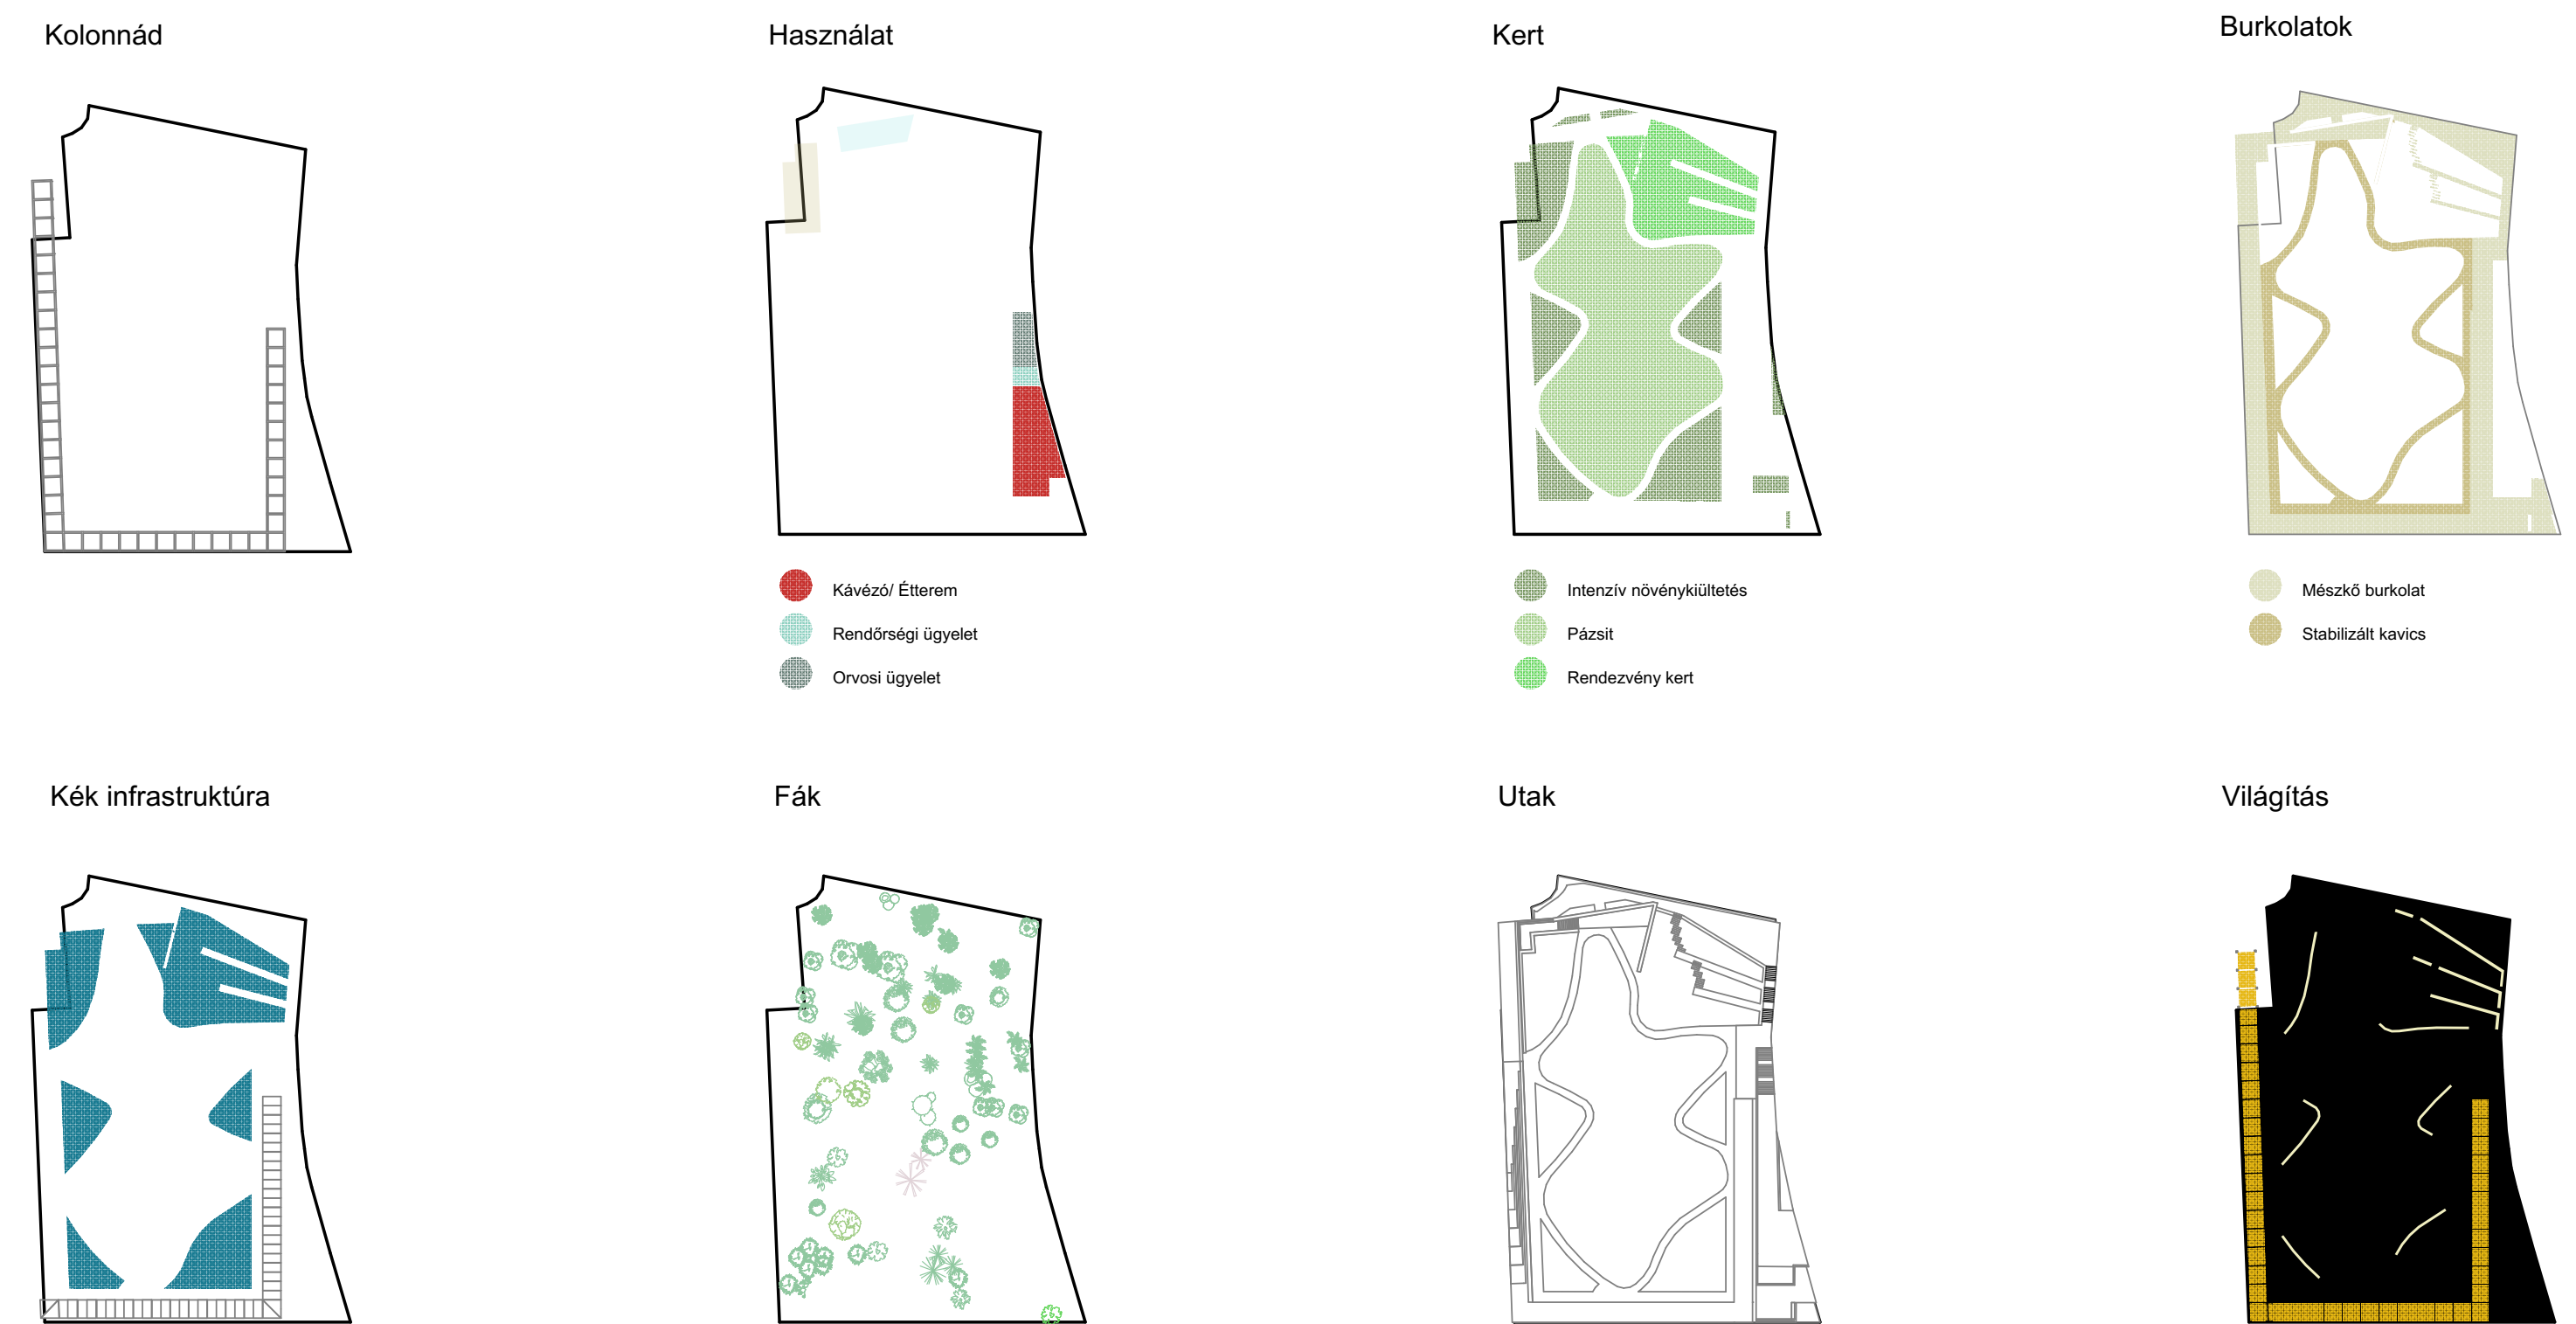 Kolonnád
Használat
Kert
Burkolatok
Kávézó/ Étterem
Rendőrségi ügyelet
Orvosi ügyelet
Intenzív növénykiültetés
Pázsit
Rendezvény kert
Mészkő burkolat
Stabilizált kavics
Kék infrastruktúra
Fák
Utak
Világítás